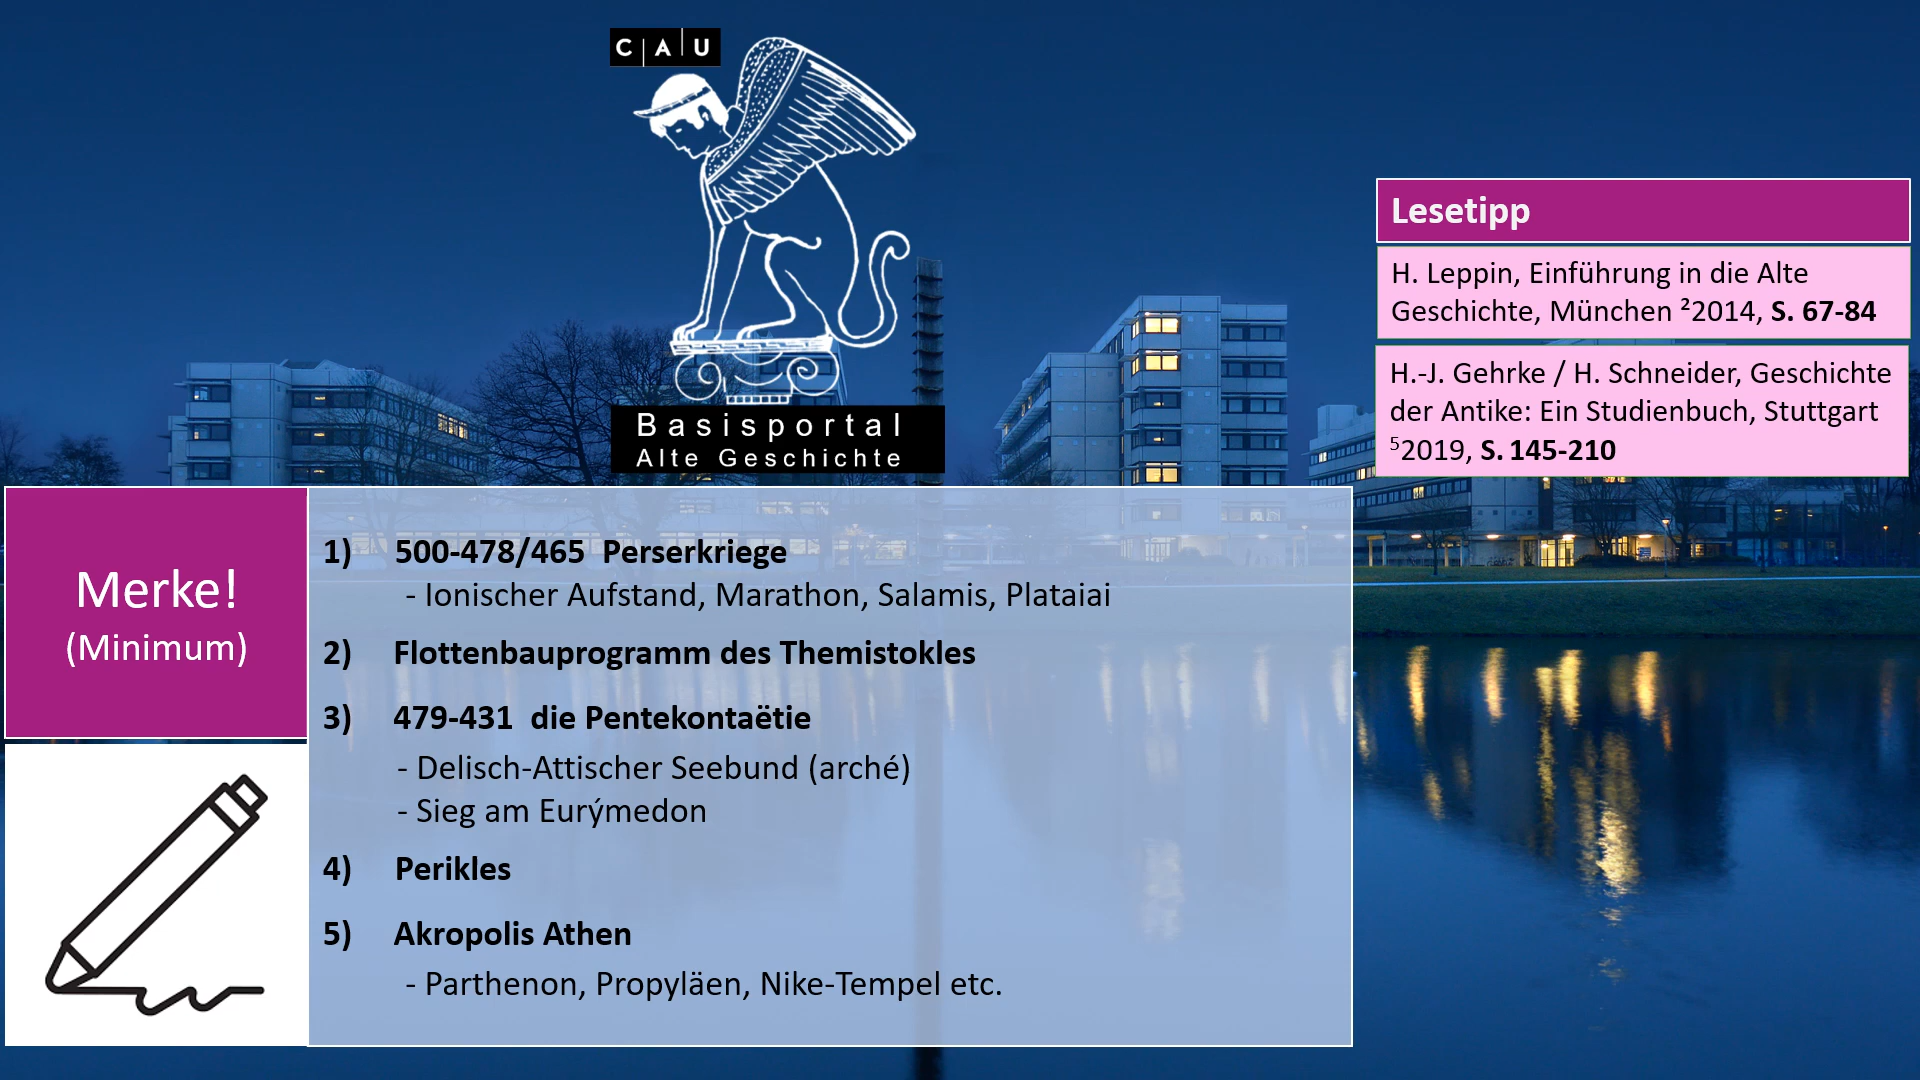 C A U
Basisportal
Alte Geschichte
Lesetipp
H. Leppin, Einführung in die Alte
Geschichte, München ²2014, S. 67-84
H.-J. Gehrke / H. Schneider, Geschichte
der Antike: Ein Studienbuch, Stuttgart
⁵2019, S. 145-210
Merke!
(Minimum)
1) 500-478/465 Perserkriege
- Ionischer Aufstand, Marathon, Salamis, Plataiai
2) Flottenbauprogramm des Themistokles
3) 479-431 die Pentekontaëtie
- Delisch-Attischer Seebund (arché)
- Sieg am Eurýmedon
4) Perikles
5) Akropolis Athen
- Parthenon, Propyläen, Nike-Tempel etc.